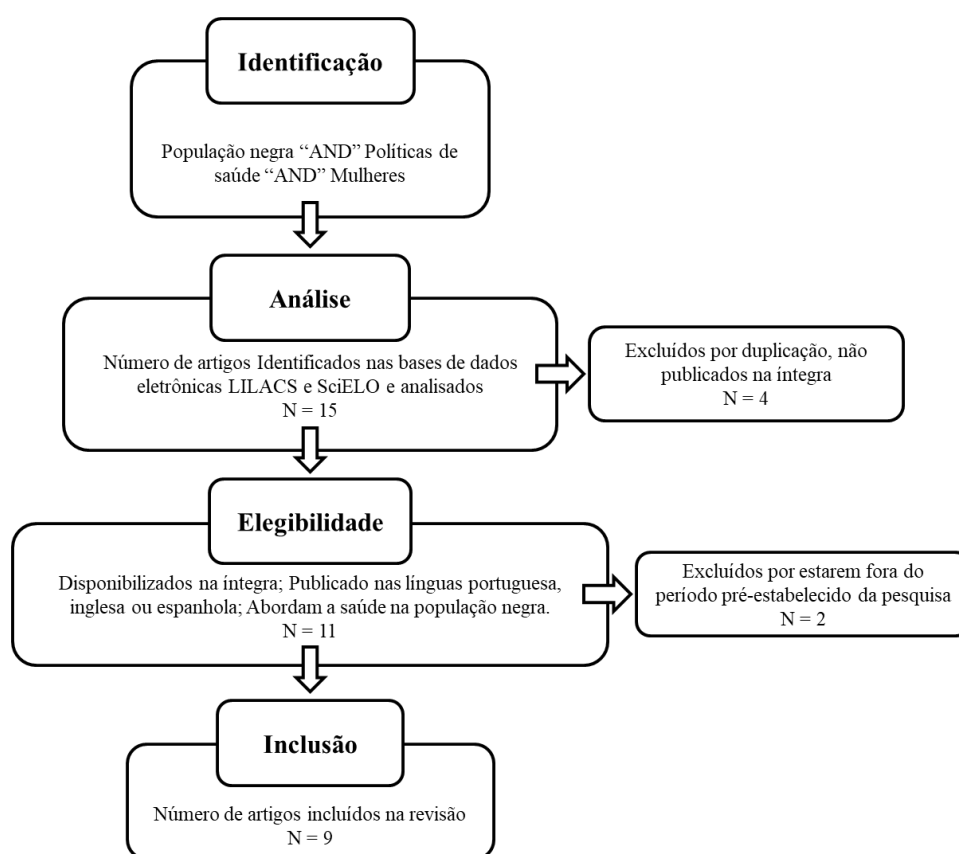 Identificação
População negra “AND” Políticas de
saúde “AND” Mulheres
Análise
Número de artigos Identificados nas bases de dados
eletrônicas LILACS e SciELO e analisados
N = 15
Excluídos por duplicação, não
publicados na íntegra
N = 4
Elegibilidade
Disponibilizados na íntegra; Publicado nas línguas portuguesa,
inglesa ou espanhola; Abordam a saúde na população negra.
N = 11
Excluídos por estarem fora do
período pré-estabelecido da pesquisa
N = 2
Inclusão
Número de artigos incluídos na revisão
N = 9